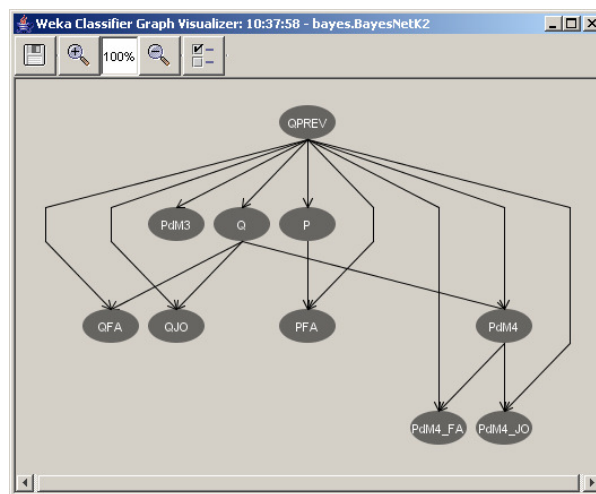 Weka Classifier Graph Visualizer: 10:37:58 - bayes.BayesNetK2
100%
QPREV
PdM3 Q P
QFA QJO PFA PdM4
PdM4_FA PdM4_JO